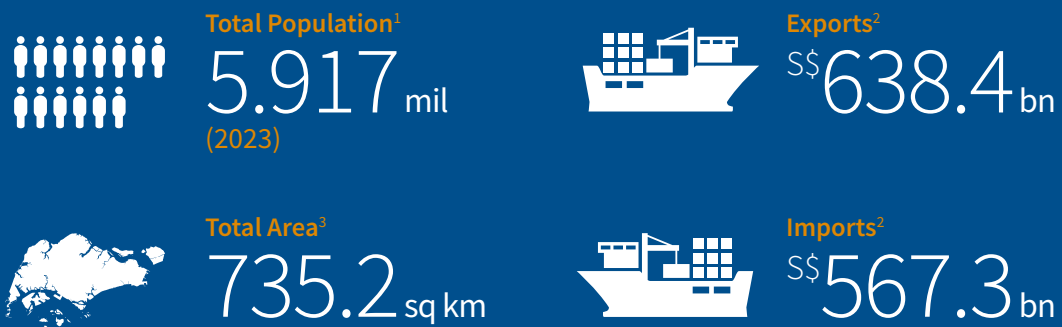 Total Population¹
5.917 mil
(2023)
Exports²
S$638.4 bn
Total Area³
735.2 sq km
Imports²
S$567.3 bn